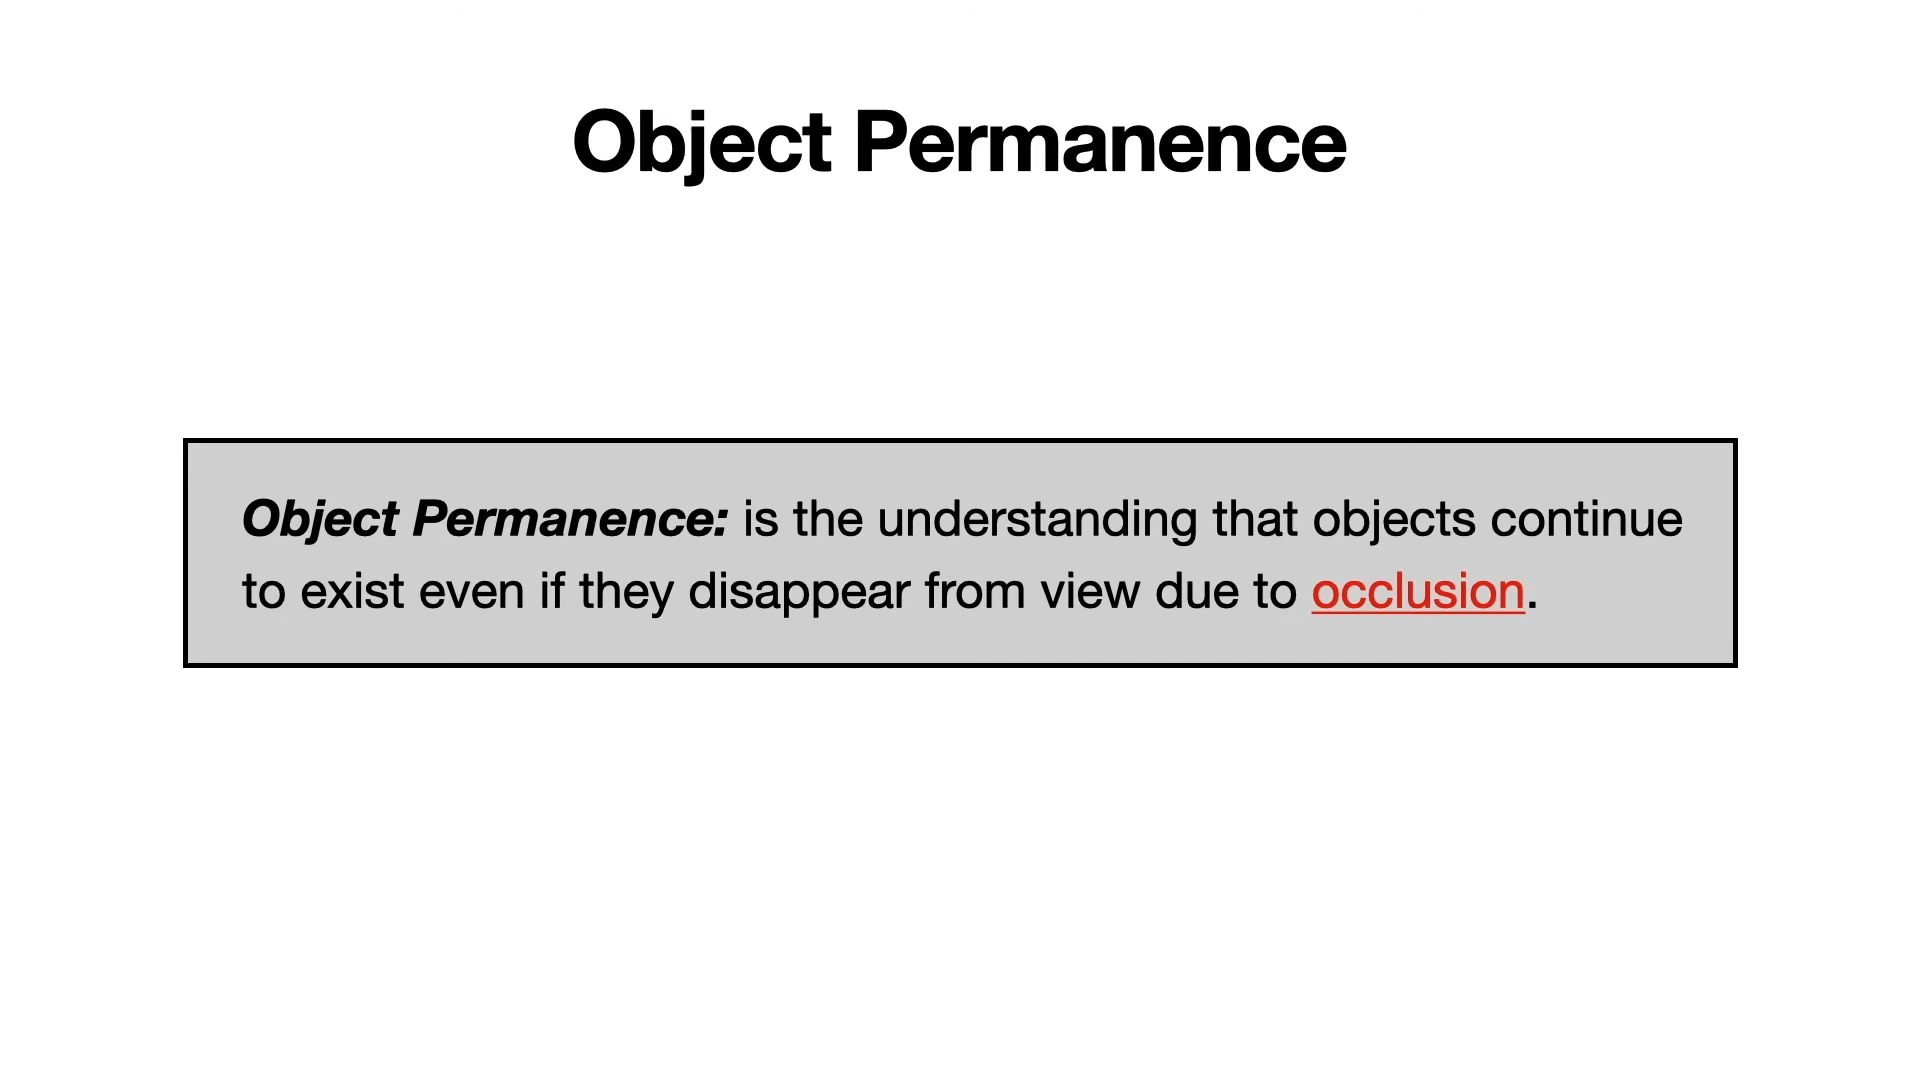 Object Permanence
Object Permanence: is the understanding that objects continue
to exist even if they disappear from view due to occlusion.